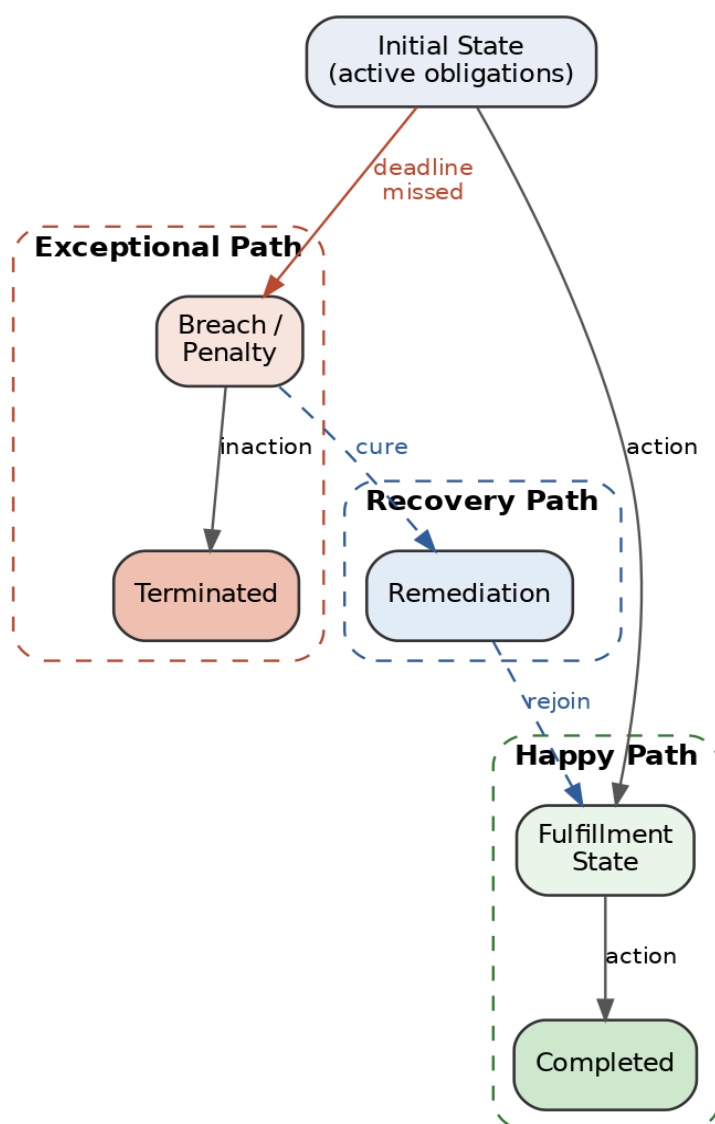 Initial State
(active obligations)
deadline
missed
Exceptional Path
Breach /
Penalty
inaction
cure
action
Recovery Path
Terminated
Remediation
rejoin
Happy Path
Fulfillment
State
action
Completed